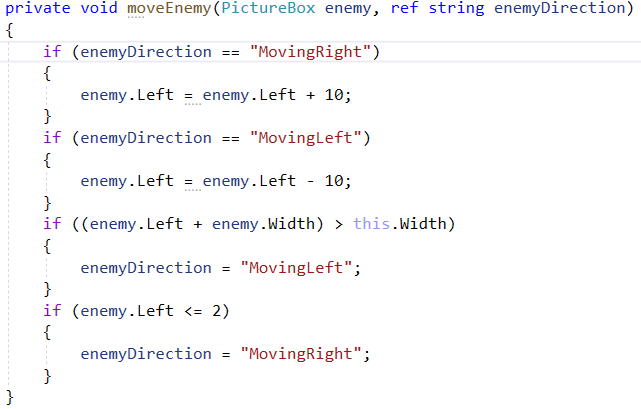 private void moveEnemy(PictureBox enemy, ref string enemyDirection)
{
    if (enemyDirection == "MovingRight")
    {
        enemy.Left = enemy.Left + 10;
    }
    if (enemyDirection == "MovingLeft")
    {
        enemy.Left = enemy.Left - 10;
    }
    if ((enemy.Left + enemy.Width) > this.Width)
    {
        enemyDirection = "MovingLeft";
    }
    if (enemy.Left <= 2)
    {
        enemyDirection = "MovingRight";
    }
}